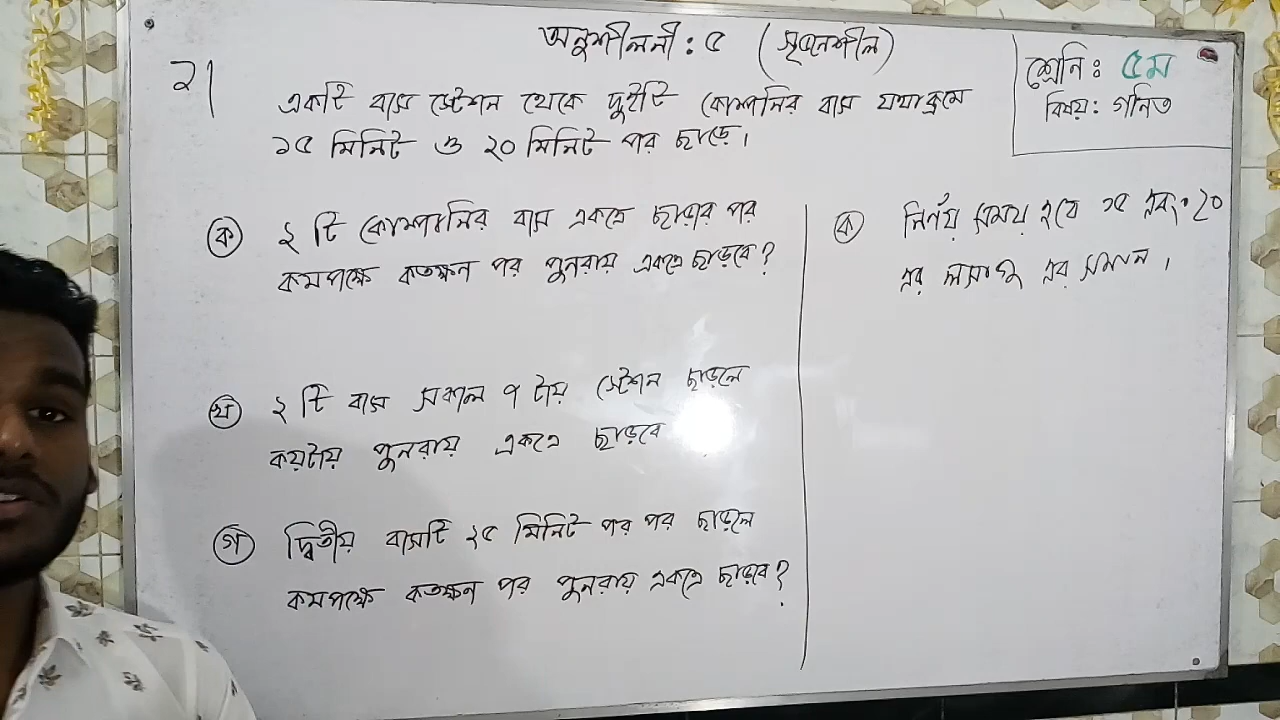 অনুশীলনী : ৫ (সৃজনশীল)
শ্রেনি : ৫ম
বিষয় : গনিত
২।
একটি বাস স্টেশন থেকে দুইটি কোম্পানির বাস যথাক্রমে
১৫ মিনিট ও ২০ মিনিট পর ছাড়ে।
ক ২ টি কোম্পানির বাস একত্রে ছাড়ার পর
কমপক্ষে কতক্ষন পর পুনরায় একত্রে ছাড়বে?
খ ২ টি বাস সকাল ৭ টায় স্টেশন ছাড়লে
কয়টায় পুনরায় একত্রে ছাড়বে
গ দ্বিতীয় বাসটি ২৫ মিনিট পর পর ছাড়লে
কমপক্ষে কতক্ষন পর পুনরায় একত্রে ছাড়বে?
ক নির্ণয় সময় হবে ১৫ এবং ২০
এর লসাগু এর সমান।